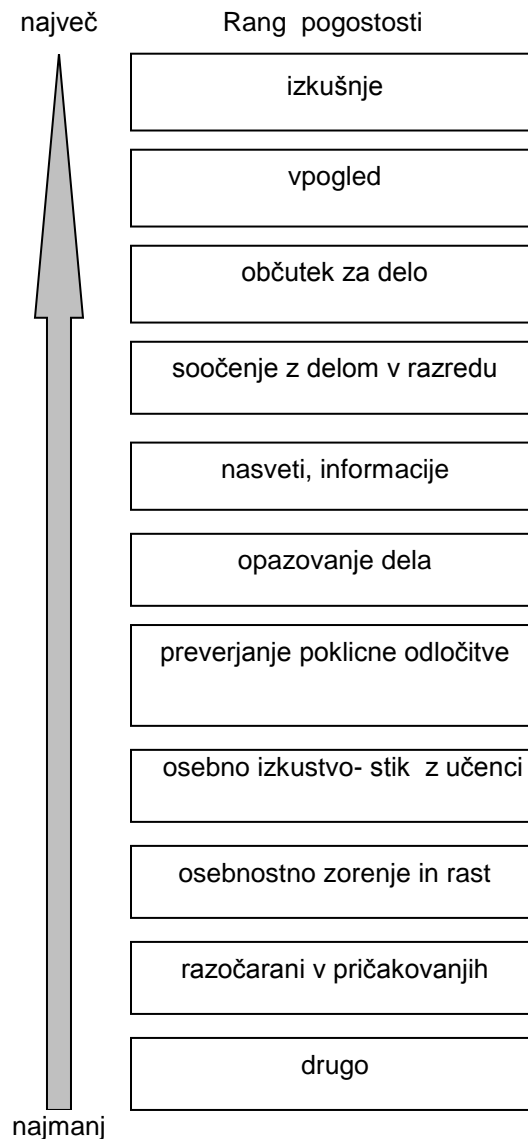 največ Rang pogostosti
izkušnje
vpogled
občutek za delo
soočenje z delom v razredu
nasveti, informacije
opazovanje dela
preverjanje poklicne odločitve
osebno izkustvo- stik z učenci
osebnostno zorenje in rast
razočarani v pričakovanjih
drugo
najmanj